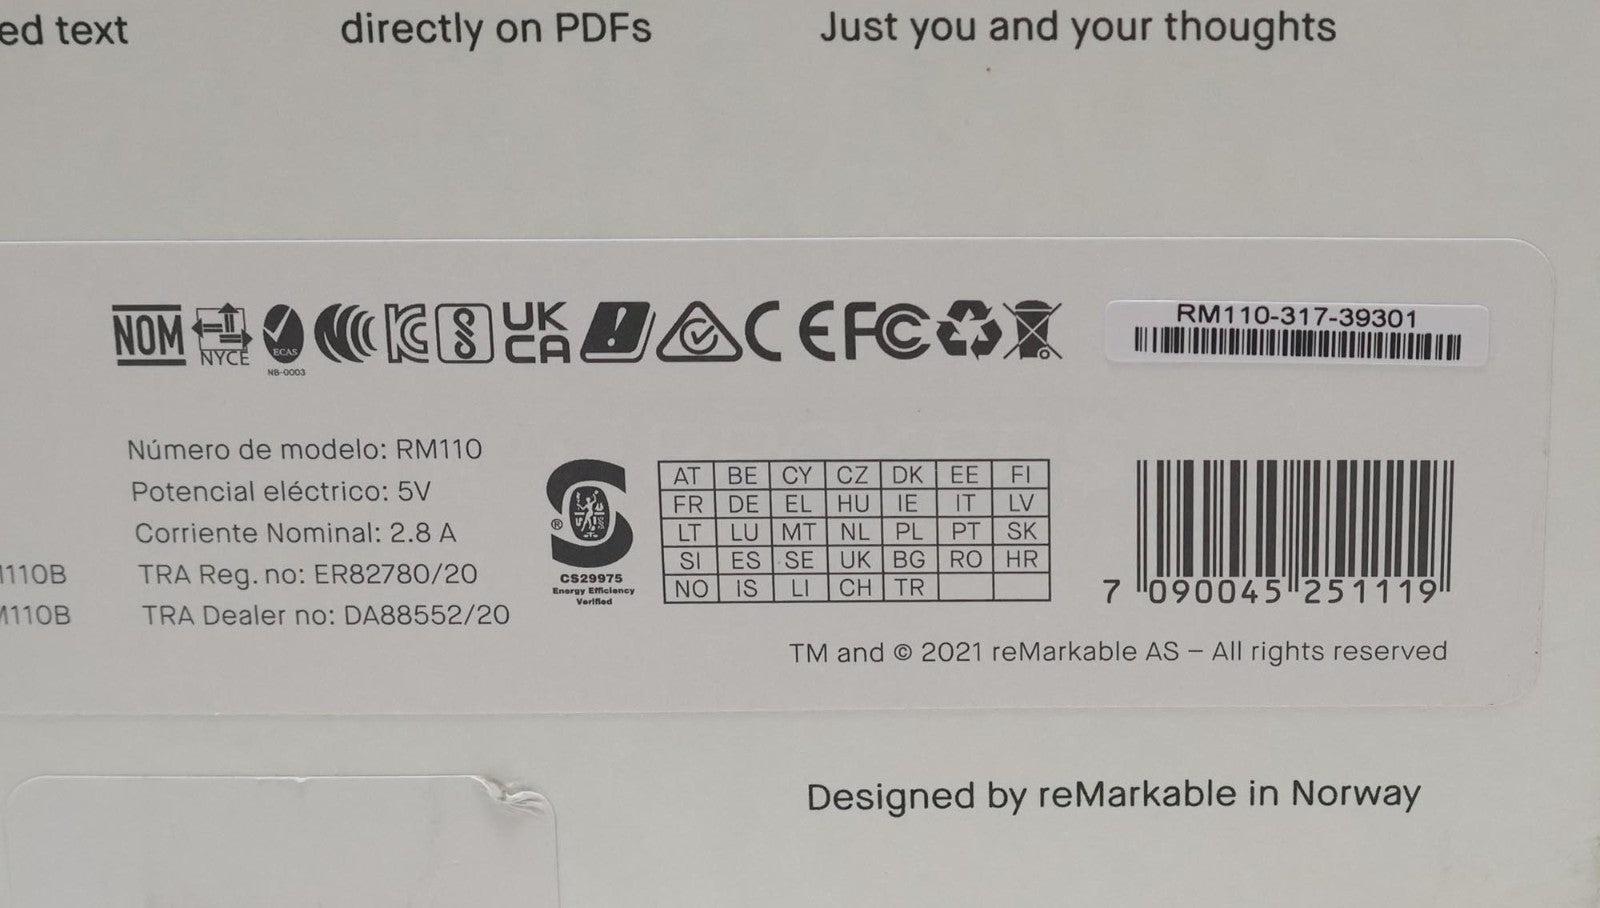 ed text
directly on PDFs
Just you and your thoughts
NOM
NYCE
ECAS
NB-0003
UK
CA
CE FC
RM110-317-39301
Número de modelo: RM110
Potencial eléctrico: 5V
Corriente Nominal: 2.8 A
TRA Reg. no: ER82780/20
TRA Dealer no: DA88552/20
110B
110B
®
CS29975
Energy Efficiency
Verified
AT BE CY CZ DK EE FI
FR DE EL HU IE IT LV
LT LU MT NL PL PT SK
SI ES SE UK BG RO HR
NO IS LI CH TR
7 090045 251119
TM and © 2021 reMarkable AS – All rights reserved
Designed by reMarkable in Norway